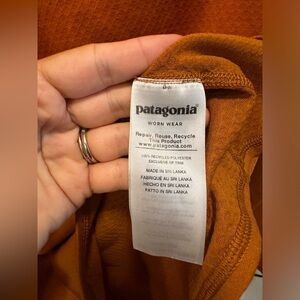 patagonia
WORN WEAR
Repair, Reuse, Recycle
This Product
www.patagonia.com
100% RECYCLED POLYESTER
EXCLUSIVE OF TRIM
MADE IN SRI LANKA
FABRIQUÉ AU SRI LANKA
HECHO EN SRI LANKA
FATTO IN SRI LANKA